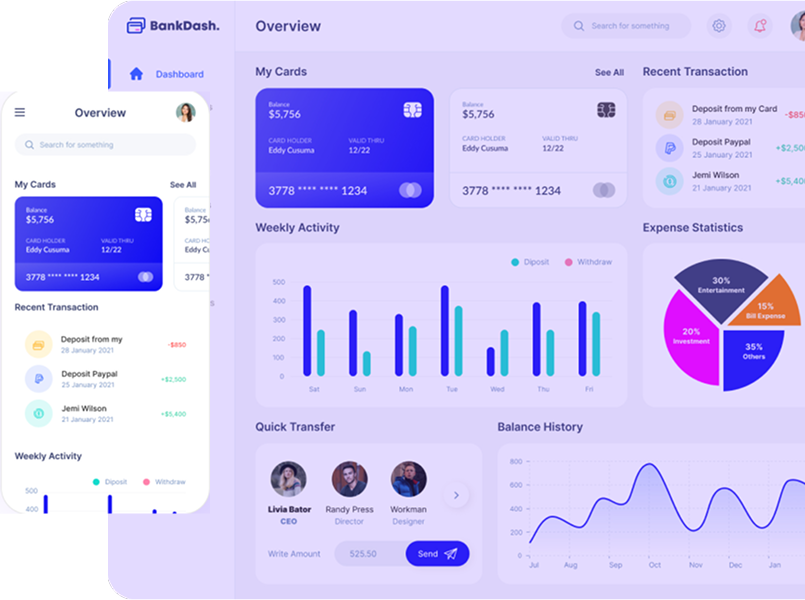 BankDash.
Overview
Search for something
Dashboard
My Cards
See All
Balance
$5,756
CARD HOLDER
Eddy Cusuma
VALID THRU
12/22
3778 **** **** 1234
Balance
$5,756
CARD HOLDER
Eddy Cusuma
VALID THRU
12/22
3778 **** **** 1234
Recent Transaction
Deposit from my Card
28 January 2021
-$850
Deposit Paypal
25 January 2021
+$2,500
Jemi Wilson
21 January 2021
+$5,400
Weekly Activity
Diposit
Withdraw
500
400
300
200
100
0
Sat
Sun
Mon
Tue
Wed
Thu
Fri
Expense Statistics
30%
Entertainment
15%
Bill Expense
20%
Investment
35%
Others
Quick Transfer
Livia Bator
CEO
Randy Press
Director
Workman
Designer
Write Amount
525.50
Send
Balance History
800
600
400
200
0
Jul
Aug
Sep
Oct
Nov
Dec
Jan
Overview
Search for something
My Cards
See All
Balance
$5,756
CARD HOLDER
Eddy Cusuma
VALID THRU
12/22
3778 **** **** 1234
Balance
$5,75
CARD HO
Eddy Cu
3778 **
Recent Transaction
Deposit from my
28 January 2021
-$850
Deposit Paypal
25 January 2021
+$2,500
Jemi Wilson
21 January 2021
+$5,400
Weekly Activity
Diposit
Withdraw
500
400